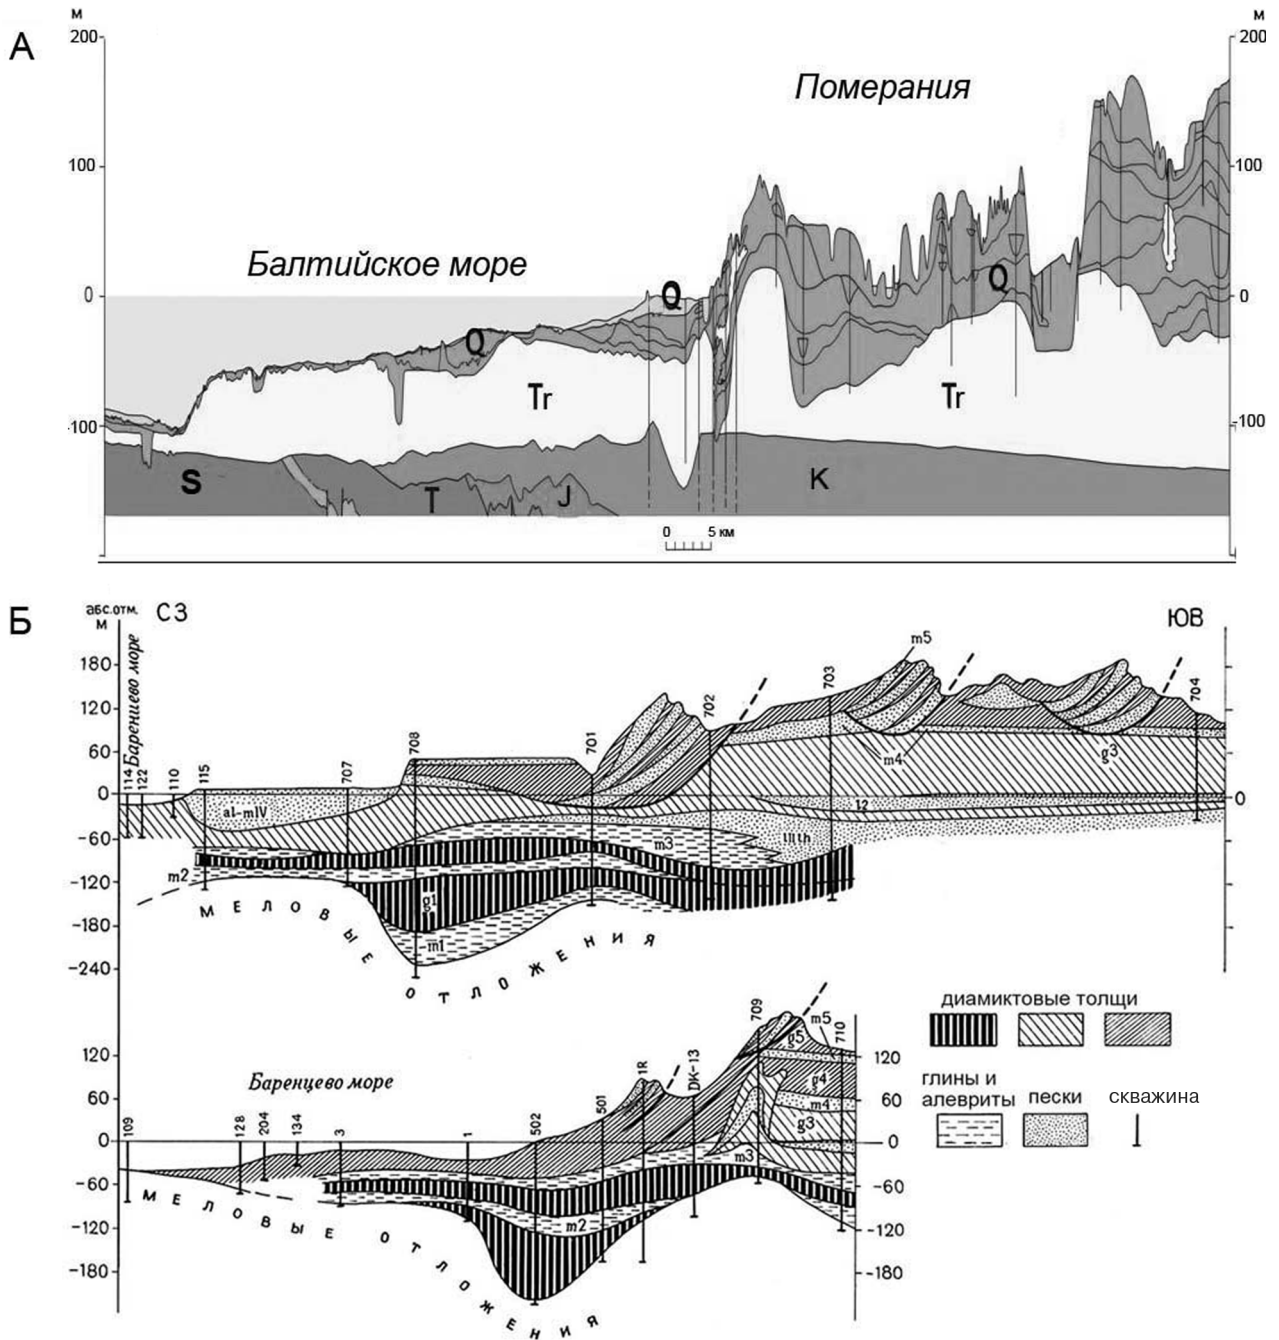 А
м
м
200
200
Померания
100
100
Балтийское море
0
Q
Q
Q
0
Tr
Tr
-100
-100
S
T
J
K
0 5 км
Б
абс.отм.
м
СЗ
ЮВ
Баренцево море
180
120
60
0
-60
-120
-180
-240
0
114
122
110
115
707
708
701
702
703
704
m5
m4
g3
al-mIV
m3
m2
g1
m1
МЕЛОВЫЕ ОТЛОЖЕНИЯ
Баренцево море
120
60
0
-60
-120
-180
120
60
0
-60
-120
-180
109
128
204
134
3
1
502
501
1R
DK-13
709
710
m5
g5
g4
m4
g3
m3
m2
МЕЛОВЫЕ ОТЛОЖЕНИЯ
диамиктовые толщи
глины и
алевриты
пески
скважина